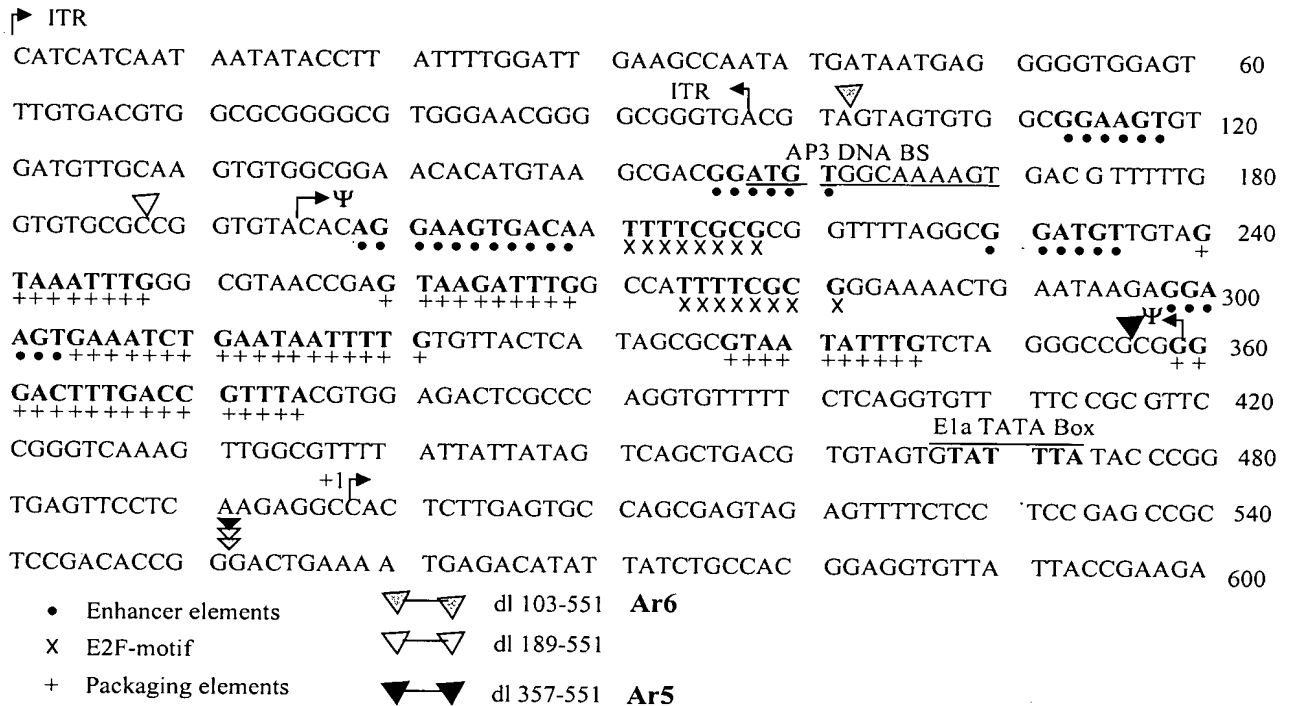 ITR
CATCATCAAT AATATACCTT ATTTTGGATT GAAGCCAATA TGATAATGAG GGGGTGGAGT 60
ITR
TTGTGACGTG GCGCGGGGCG TGGGAACGGG GCGGGTGACG TAGTAGTGTG GCGGAAGTGT 120
AP3 DNA BS
GATGTTGCAA GTGTGGCGGA ACACATGTAA GCGACGGATG TGGCAAAAGT GAC G TTTTTG 180
Ψ
GTGTGCGCCG GTGTACACAG GAAGTGACAA TTTTCGCGCG GTTTTAGGCG GATGTTGTAG 240
TAAATTTGGG CGTAACCGAG TAAGATTTGG CCATTTTCGC GGGAAAACTG AATAAGAGGA 300
Ψ
AGTGAAATCT GAATAATTTT GTGTTACTCA TAGCGCGTAA TATTTGTCTA GGGCCGCGGG 360
GACTTTGACC GTTTACGTGG AGACTCGCCC AGGTGTTTTT CTCAGGTGTT TTCC GCG TTC 420
E1a TATA Box
CGGGTCAAAG TTGGCGTTTT ATTATTATAG TCAGCTGACG TGTAGTGTAT TTA TAC CCGG 480
+1
TGAGTTCCTC AAGAGGCCAC TCTTGAGTGC CAGCGAGTAG AGTTTTCTCC TCC GAG CCGC 540
TCCGACACCG GGACTGAAA A TGAGACATAT TATCTGCCAC GGAGGTGTTA TTACCGAAGA 600
• Enhancer elements dl 103-551 Ar6
X E2F-motif dl 189-551
+ Packaging elements dl 357-551 Ar5